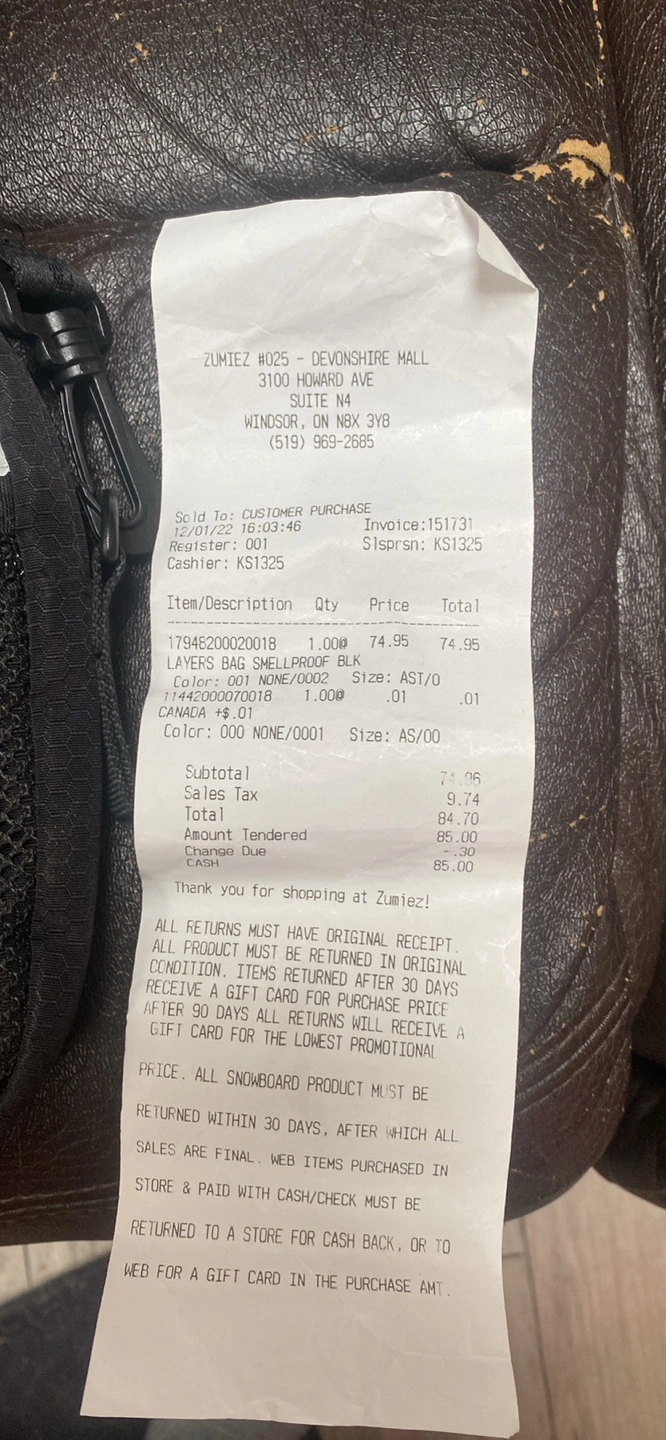 ZUMIEZ #025 - DEVONSHIRE MALL
3100 HOWARD AVE
SUITE N4
WINDSOR, ON N8X 3Y8
(519) 969-2685
Sold To: CUSTOMER PURCHASE
12/01/22 16:03:46 Invoice:151731
Register: 001 Slsprsn: KS1325
Cashier: KS1325
Item/Description Qty Price Total
17948200020018 1.00@ 74.95 74.95
LAYERS BAG SMELLPROOF BLK
Color: 001 NONE/0002 Size: AST/O
11442000070018 1.00@ .01 .01
CANADA +$.01
Color: 000 NONE/0001 Size: AS/00
Subtotal 74.96
Sales Tax 9.74
Total 84.70
Amount Tendered 85.00
Change Due -.30
CASH 85.00
Thank you for shopping at Zumiez!
ALL RETURNS MUST HAVE ORIGINAL RECEIPT.
ALL PRODUCT MUST BE RETURNED IN ORIGINAL
CONDITION. ITEMS RETURNED AFTER 30 DAYS
RECEIVE A GIFT CARD FOR PURCHASE PRICE
AFTER 90 DAYS ALL RETURNS WILL RECEIVE A
GIFT CARD FOR THE LOWEST PROMOTIONAL
PRICE. ALL SNOWBOARD PRODUCT MUST BE
RETURNED WITHIN 30 DAYS, AFTER WHICH ALL
SALES ARE FINAL. WEB ITEMS PURCHASED IN
STORE & PAID WITH CASH/CHECK MUST BE
RETURNED TO A STORE FOR CASH BACK, OR TO
WEB FOR A GIFT CARD IN THE PURCHASE AMT.